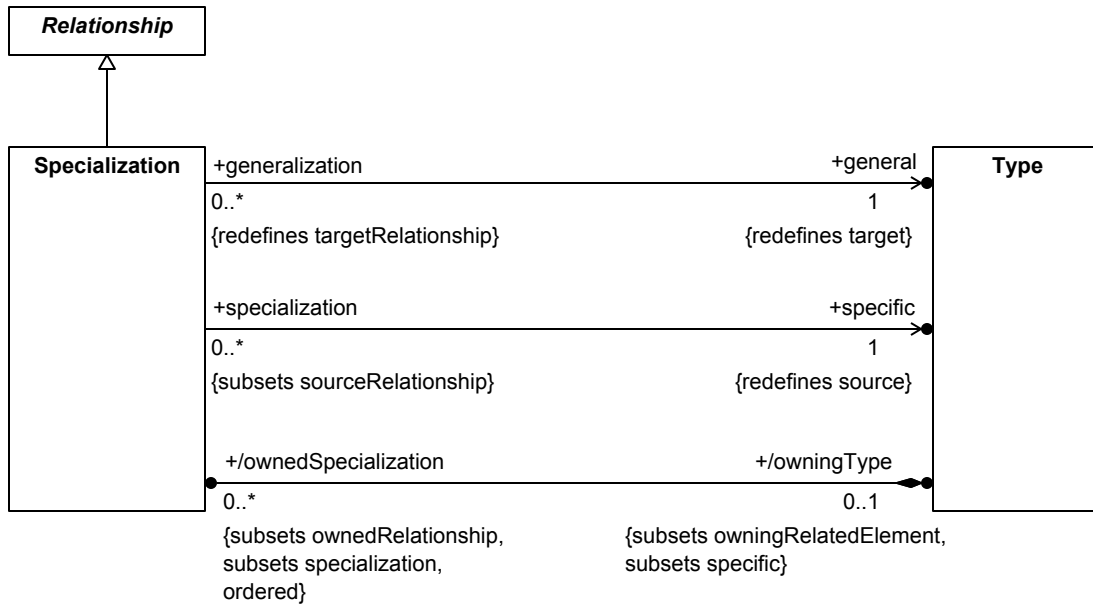 Relationship
Specialization
+generalization
+general
Type
0..*
1
{redefines targetRelationship}
{redefines target}
+specialization
+specific
0..*
1
{subsets sourceRelationship}
{redefines source}
+/ownedSpecialization
+/owningType
0..*
0..1
{subsets ownedRelationship,
subsets specialization,
ordered}
{subsets owningRelatedElement,
subsets specific}